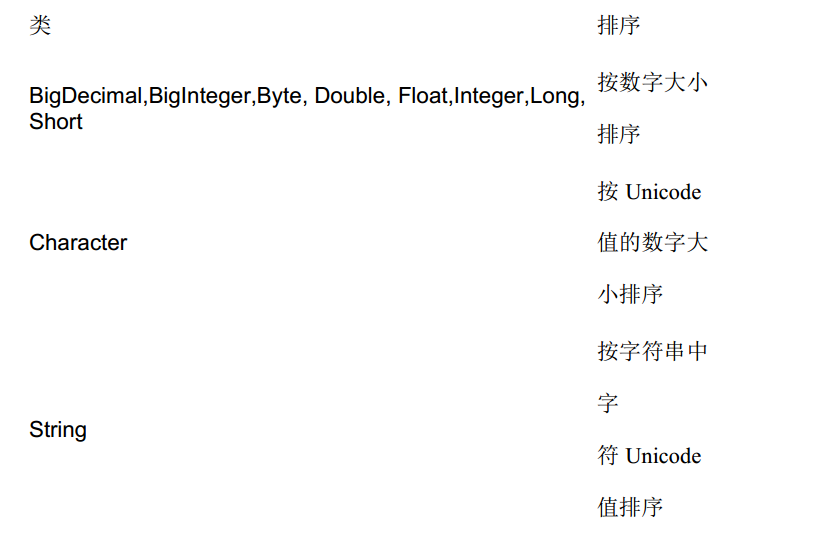 类 排序
BigDecimal,BigInteger,Byte, Double, Float,Integer,Long,
Short
按数字大小
排序
Character
按 Unicode
值的数字大
小排序
String
按字符串中
字
符 Unicode
值排序